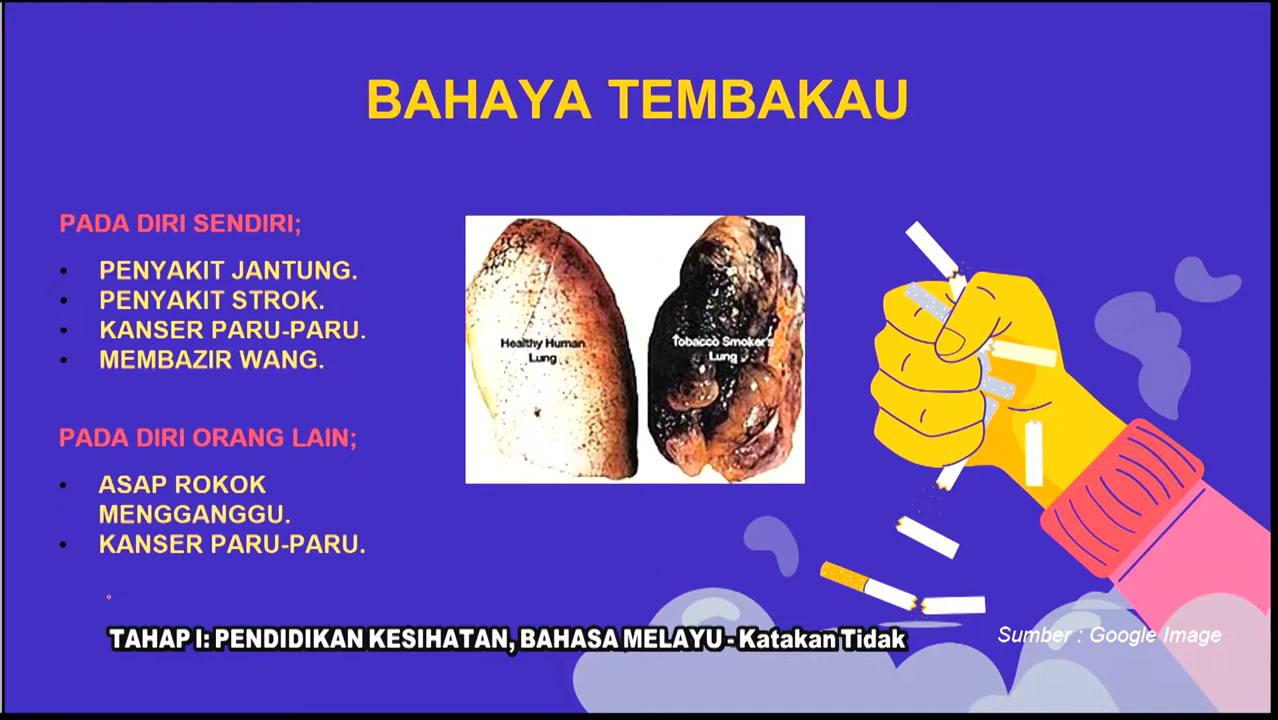 BAHAYA TEMBAKAU
PADA DIRI SENDIRI;
• PENYAKIT JANTUNG.
• PENYAKIT STROK.
• KANSER PARU-PARU.
• MEMBAZIR WANG.
PADA DIRI ORANG LAIN;
• ASAP ROKOK
MENGGANGGU.
• KANSER PARU-PARU.
Healthy Human
Lung
Tobacco Smoker's
Lung
TAHAP I: PENDIDIKAN KESIHATAN, BAHASA MELAYU - Katakan Tidak
Sumber : Google Image